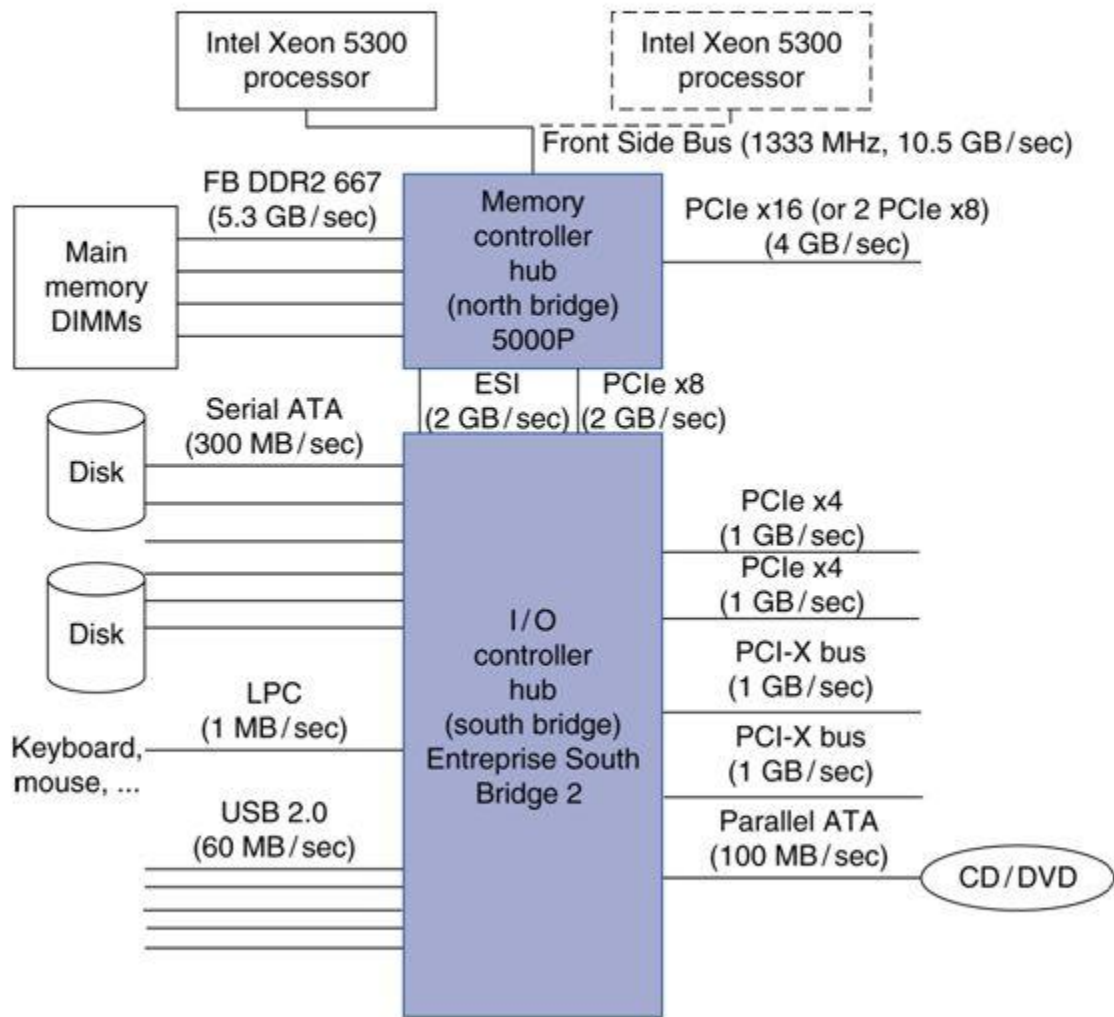 Intel Xeon 5300
processor
Intel Xeon 5300
processor
Front Side Bus (1333 MHz, 10.5 GB/sec)
FB DDR2 667
(5.3 GB/sec)
Main
memory
DIMMs
Memory
controller
hub
(north bridge)
5000P
PCIe x16 (or 2 PCIe x8)
(4 GB/sec)
ESI
(2 GB/sec)
PCIe x8
(2 GB/sec)
Serial ATA
(300 MB/sec)
Disk
Disk
LPC
(1 MB/sec)
Keyboard,
mouse, ...
USB 2.0
(60 MB/sec)
I/O
controller
hub
(south bridge)
Entreprise South
Bridge 2
PCIe x4
(1 GB/sec)
PCIe x4
(1 GB/sec)
PCI-X bus
(1 GB/sec)
PCI-X bus
(1 GB/sec)
Parallel ATA
(100 MB/sec)
CD/DVD